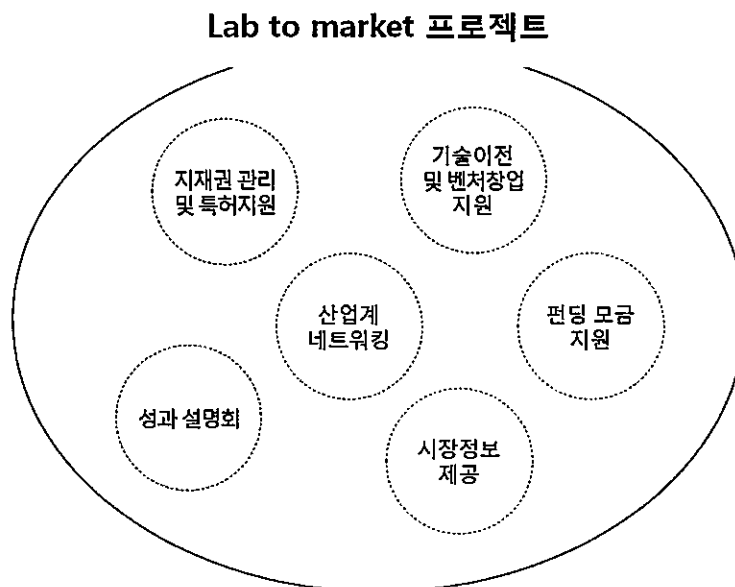 Lab to market 프로젝트
지재권 관리
및 특허지원
기술이전
및 벤처창업
지원
산업계
네트워킹
펀딩 모금
지원
성과 설명회
시장정보
제공